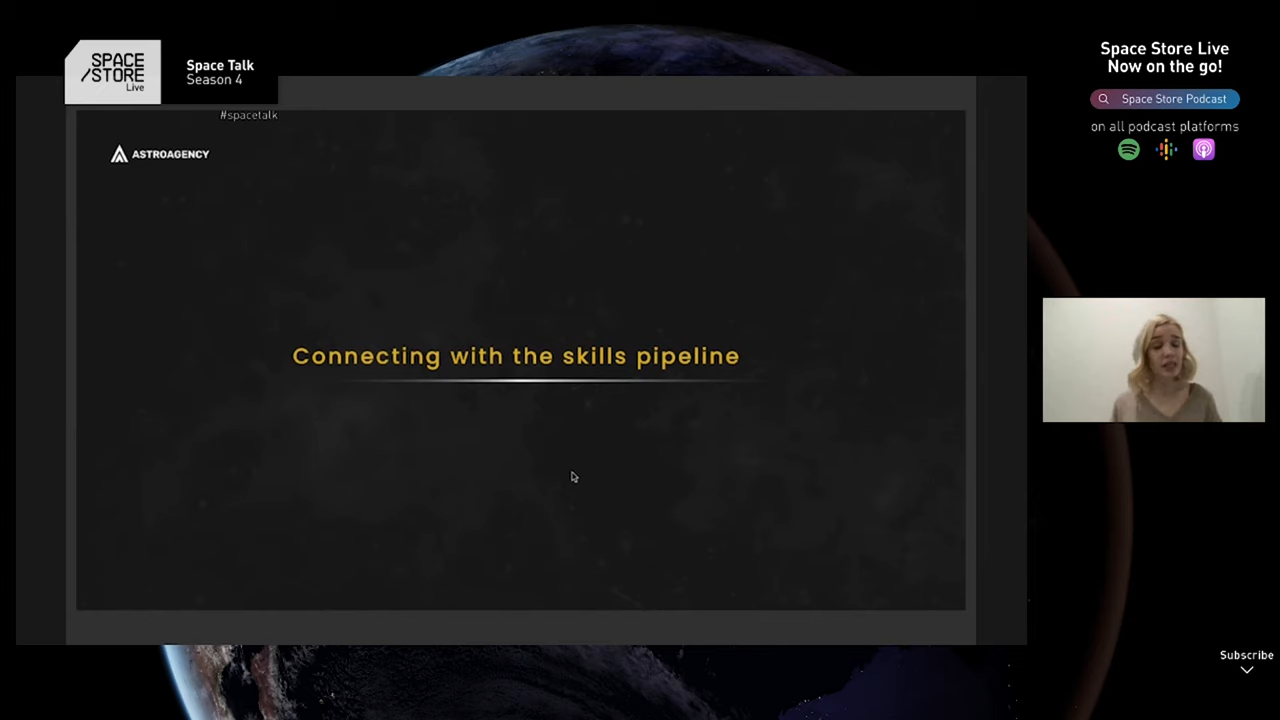 SPACE
/STORE
Live
Space Talk
Season 4
#spacetalk
ASTROAGENCY
Connecting with the skills pipeline
Space Store Live
Now on the go!
Space Store Podcast
on all podcast platforms
Subscribe